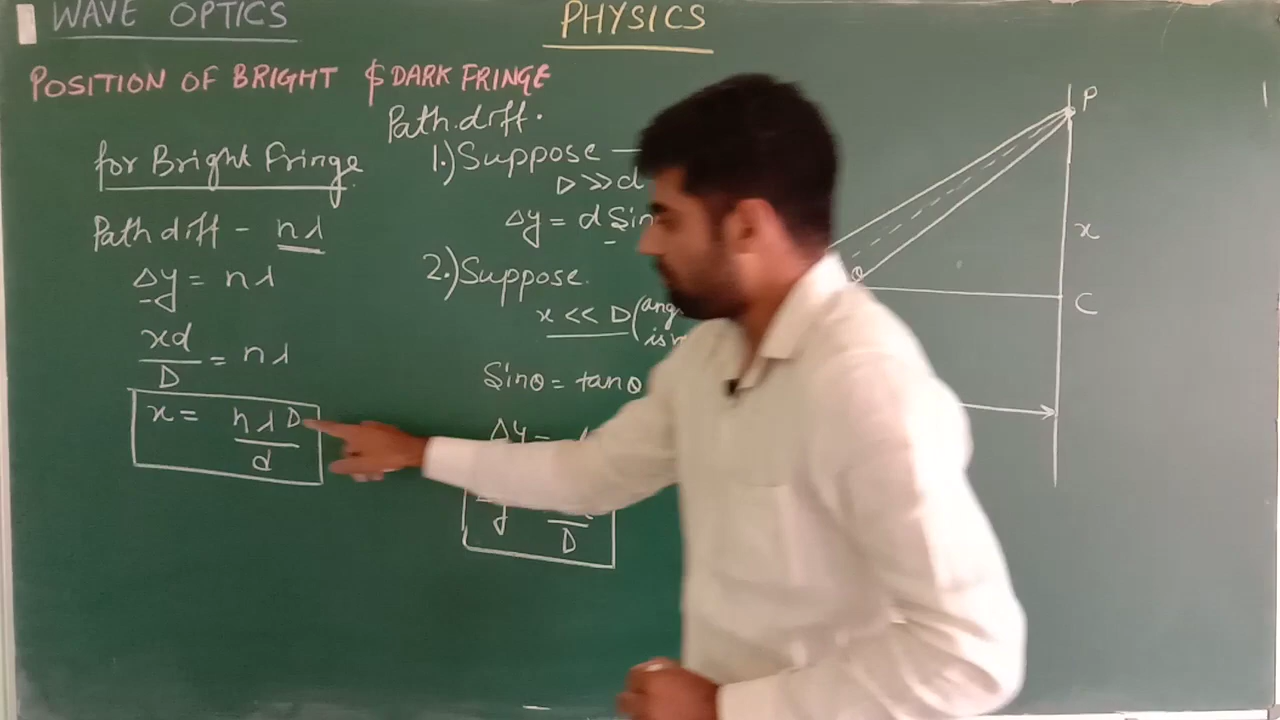 WAVE OPTICS
PHYSICS
POSITION OF BRIGHT & DARK FRINGE
for Bright Fringe
Path diff - nλ
Δy = nλ
xd/D = nλ
x = nλD/d
Path.diff.
1.) Suppose —
D >> d
Δy = d Sin
2.) Suppose.
x << D (
Sinθ = tanθ
Δy =
y
D
P
x
θ
C